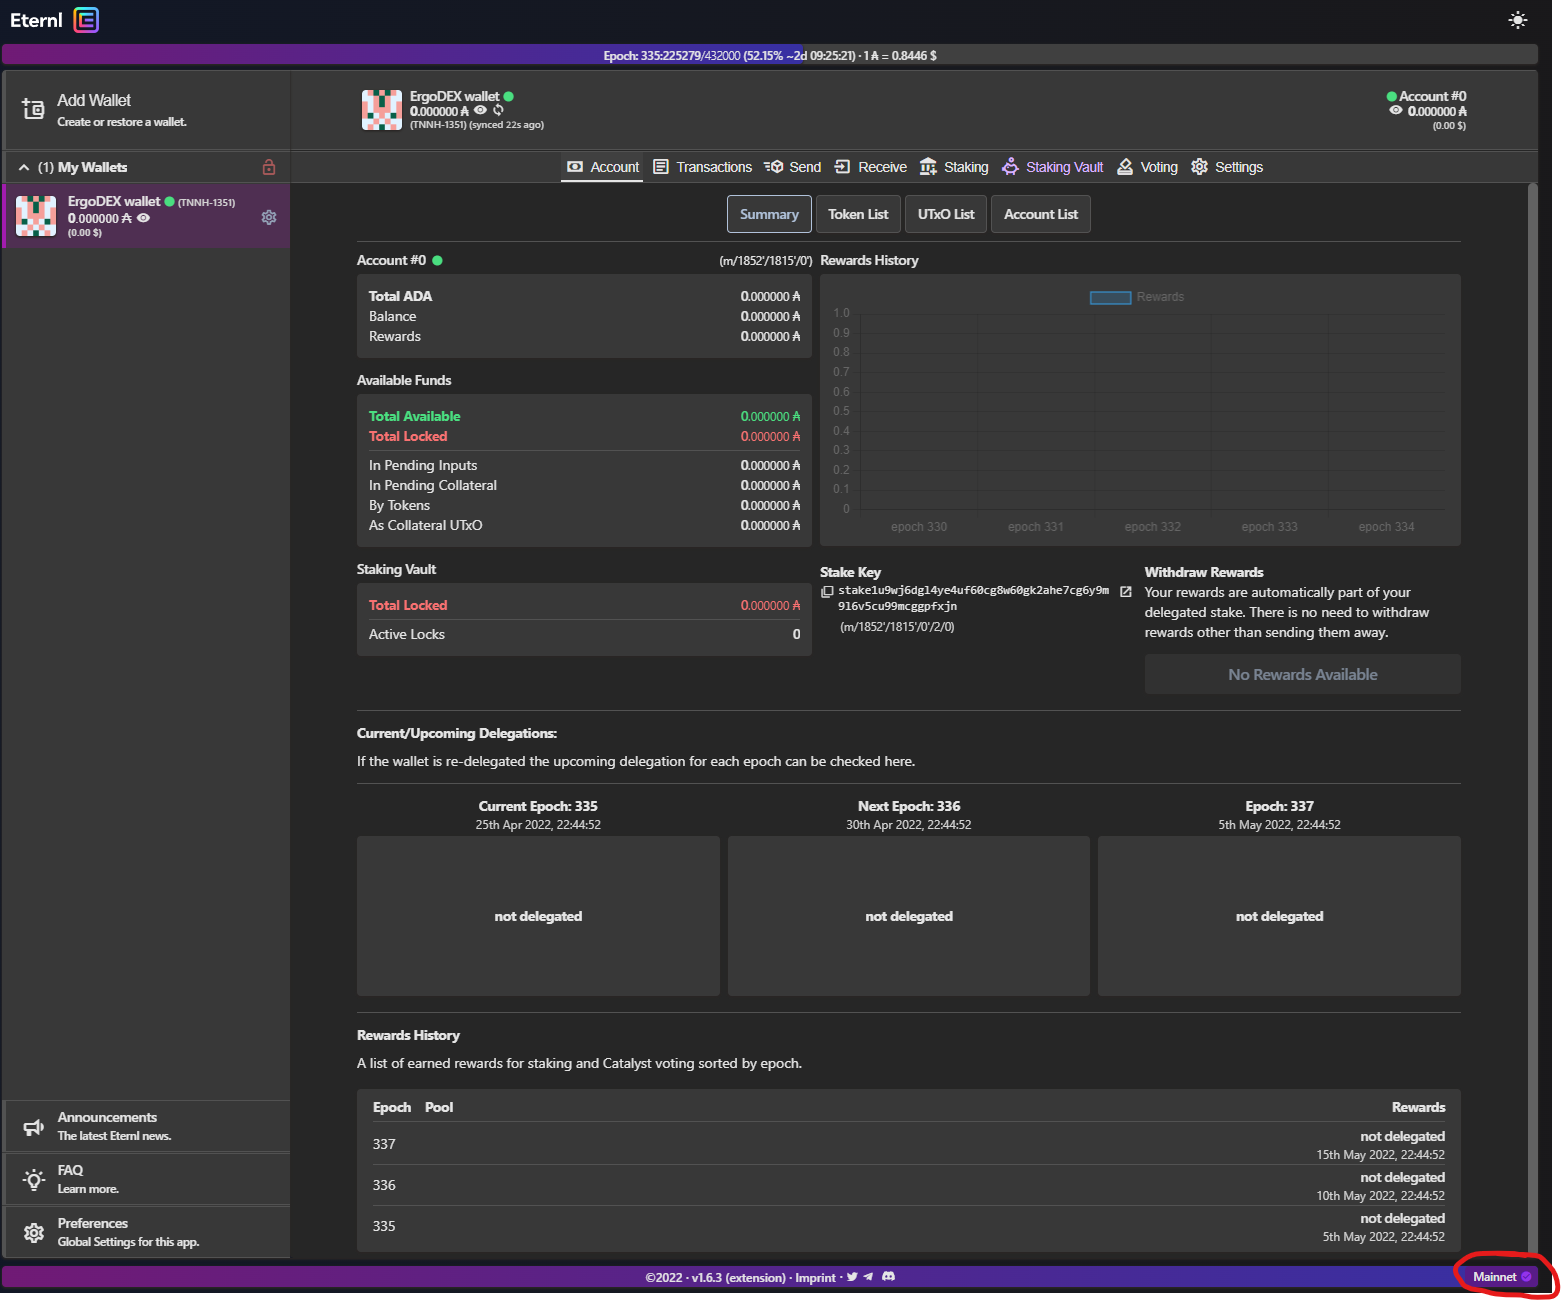 Eternl
Epoch: 335:225279/432000 (52.15% ~2d 09:25:21) · 1 ₳ = 0.8446 $
Add Wallet
Create or restore a wallet.
(1) My Wallets
ErgoDEX wallet (TNNH-1351)
0.000000 ₳
(0.00 $)
ErgoDEX wallet
0.000000 ₳
(TNNH-1351) (synced 22s ago)
Account #0
0.000000 ₳
(0.00 $)
Account Transactions Send Receive Staking Staking Vault Voting Settings
Summary Token List UTxO List Account List
Account #0 (m/1852'/1815'/0')
Total ADA 0.000000 ₳
Balance 0.000000 ₳
Rewards 0.000000 ₳
Available Funds
Total Available 0.000000 ₳
Total Locked 0.000000 ₳
In Pending Inputs 0.000000 ₳
In Pending Collateral 0.000000 ₳
By Tokens 0.000000 ₳
As Collateral UTxO 0.000000 ₳
Staking Vault
Total Locked 0.000000 ₳
Active Locks 0
Rewards History
Rewards
1.0
0.9
0.8
0.7
0.6
0.5
0.4
0.3
0.2
0.1
0
epoch 330 epoch 331 epoch 332 epoch 333 epoch 334
Stake Key
stake1u9wj6dgl4ye4uf60cg8w60gk2ahe7cg6y9m
9l6v5cu99mcggpfxjn
(m/1852'/1815'/0'/2/0)
Withdraw Rewards
Your rewards are automatically part of your
delegated stake. There is no need to withdraw
rewards other than sending them away.
No Rewards Available
Current/Upcoming Delegations:
If the wallet is re-delegated the upcoming delegation for each epoch can be checked here.
Current Epoch: 335
25th Apr 2022, 22:44:52
not delegated
Next Epoch: 336
30th Apr 2022, 22:44:52
not delegated
Epoch: 337
5th May 2022, 22:44:52
not delegated
Rewards History
A list of earned rewards for staking and Catalyst voting sorted by epoch.
Epoch Pool Rewards
337 not delegated
15th May 2022, 22:44:52
336 not delegated
10th May 2022, 22:44:52
335 not delegated
5th May 2022, 22:44:52
Announcements
The latest Eternl news.
FAQ
Learn more.
Preferences
Global Settings for this app.
©2022 · v1.6.3 (extension) · Imprint ·
Mainnet